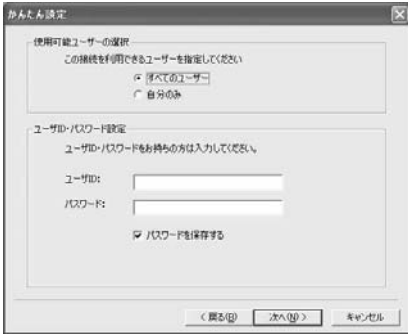 かんたん設定
使用可能ユーザーの選択
この接続を利用できるユーザーを指定してください
すべてのユーザー
自分のみ
ユーザID・パスワード設定
ユーザID・パスワードをお持ちの方は入力してください。
ユーザID:
パスワード:
パスワードを保存する
< 戻る(B)
次へ(N) >
キャンセル